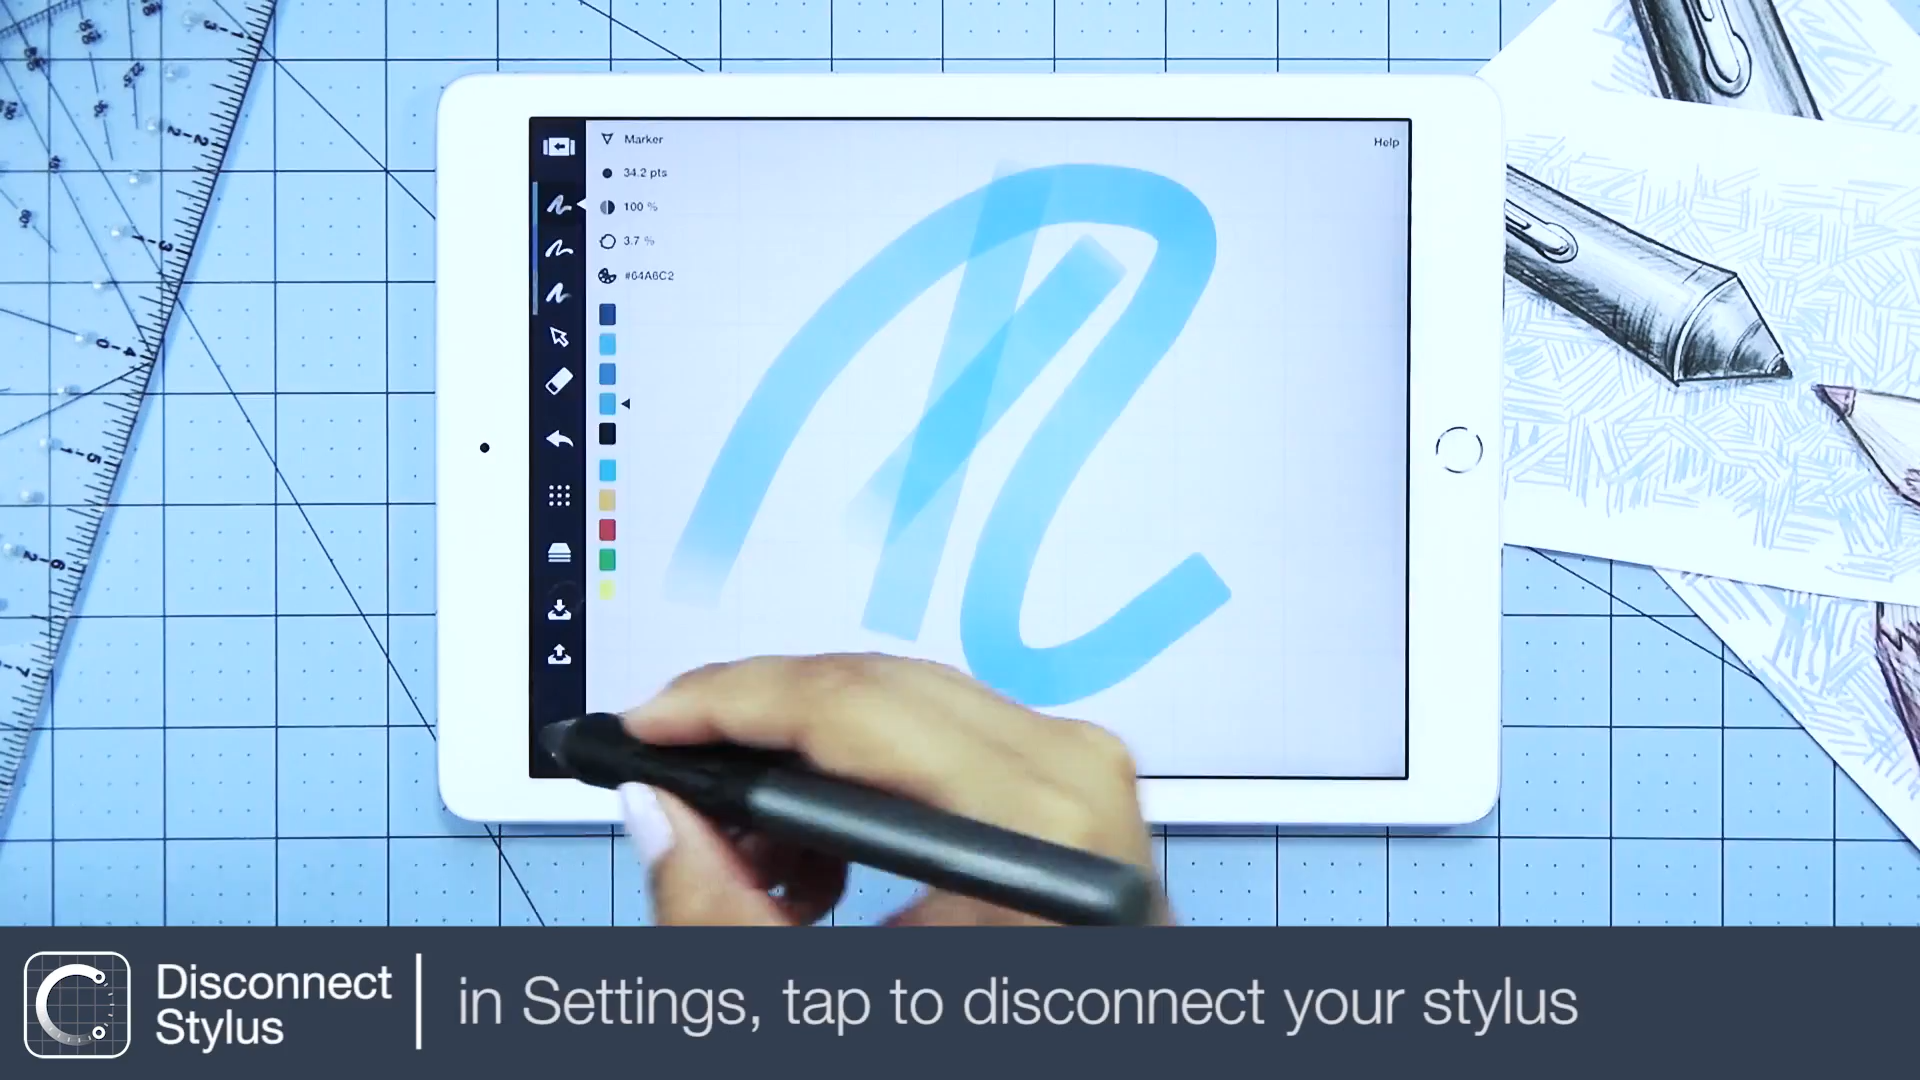 Marker
Help
34.2 pts
100 %
3.7 %
#64A6C2
Disconnect
Stylus
in Settings, tap to disconnect your stylus